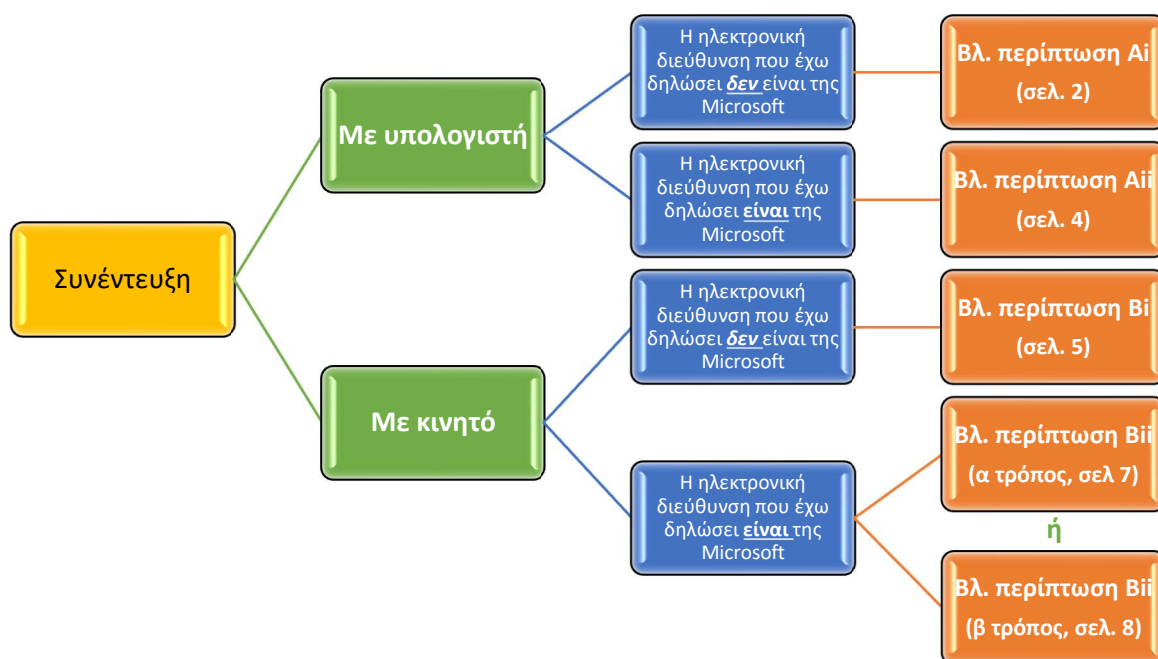 Συνέντευξη
Με υπολογιστή
Η ηλεκτρονική
διεύθυνση που έχω
δηλώσει δεν είναι της
Microsoft
Βλ. περίπτωση Ai
(σελ. 2)
Η ηλεκτρονική
διεύθυνση που έχω
δηλώσει είναι της
Microsoft
Βλ. περίπτωση Aii
(σελ. 4)
Με κινητό
Η ηλεκτρονική
διεύθυνση που έχω
δηλώσει δεν είναι της
Microsoft
Βλ. περίπτωση Bi
(σελ. 5)
Η ηλεκτρονική
διεύθυνση που έχω
δηλώσει είναι της
Microsoft
Βλ. περίπτωση Bii
(α τρόπος, σελ 7)
ή
Βλ. περίπτωση Bii
(β τρόπος, σελ. 8)